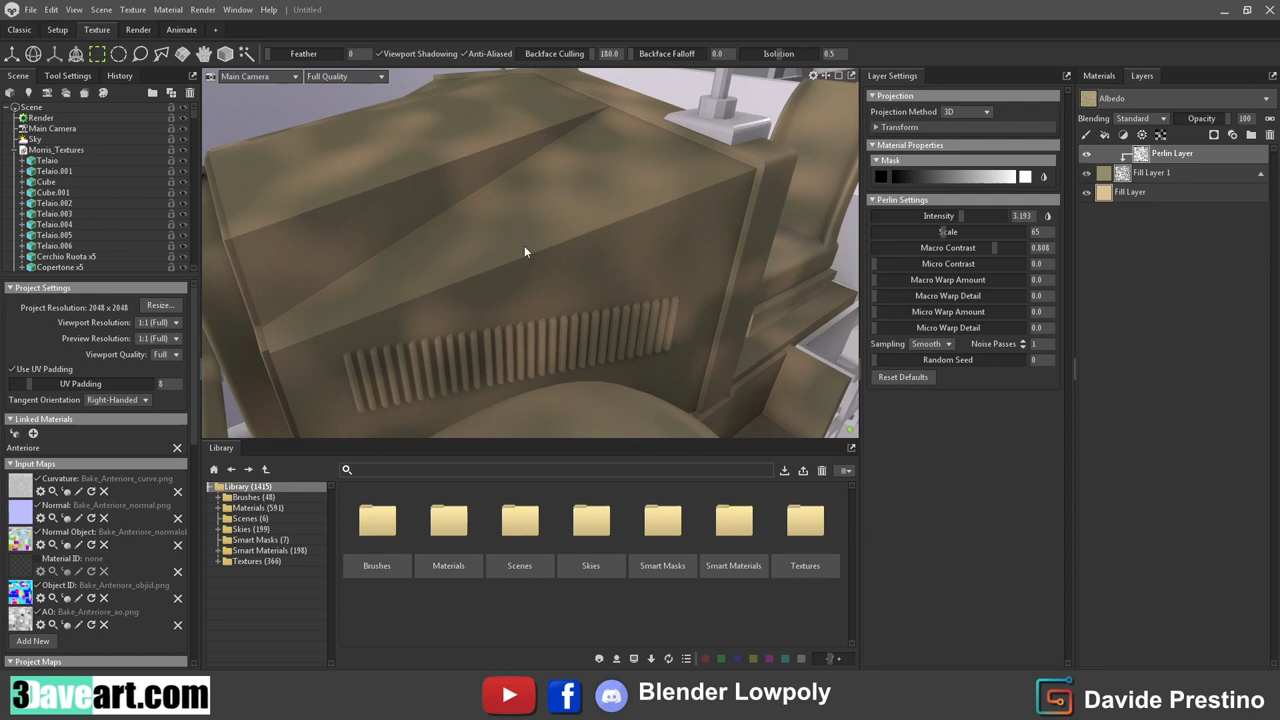 File Edit View Scene Texture Material Render Window Help Untitled
Classic Setup Texture Render Animate +
Feather 0 Viewport Shadowing Anti-Aliased Backface Culling 180.0 Backface Falloff 0.0 Isolation 0.5
Scene Tool Settings History
Scene
Render
Main Camera
Sky
Morris_Textures
Telaio
Telaio.001
Cube
Cube.001
Telaio.002
Telaio.003
Telaio.004
Telaio.005
Telaio.006
Cerchio Ruota x5
Copertone x5
Project Settings
Project Resolution: 2048 x 2048 Resize...
Viewport Resolution: 1:1 (Full)
Preview Resolution: 1:1 (Full)
Viewport Quality: Full
Use UV Padding
UV Padding 8
Tangent Orientation Right-Handed
Linked Materials
Anteriore
Input Maps
Curvature: Bake_Anteriore_curve.png
Normal: Bake_Anteriore_normal.png
Normal Object: Bake_Anteriore_normalob
Material ID: none
Object ID: Bake_Anteriore_objid.png
AO: Bake_Anteriore_ao.png
Add New
Project Maps
Main Camera Full Quality
Library
Library (1415)
Brushes (48)
Materials (591)
Scenes (6)
Skies (199)
Smart Masks (7)
Smart Materials (198)
Textures (366)
Brushes Materials Scenes Skies Smart Masks Smart Materials Textures
Layer Settings
Projection
Projection Method 3D
Transform
Material Properties
Mask
Perlin Settings
Intensity 3.193
Scale 65
Macro Contrast 0.808
Micro Contrast 0.0
Macro Warp Amount 0.0
Macro Warp Detail 0.0
Micro Warp Amount 0.0
Micro Warp Detail 0.0
Sampling Smooth Noise Passes 1
Random Seed 0
Reset Defaults
Materials Layers
Albedo
Blending Standard Opacity 100
Perlin Layer
Fill Layer 1
Fill Layer
3Daveart.com
Blender Lowpoly
Davide Prestino